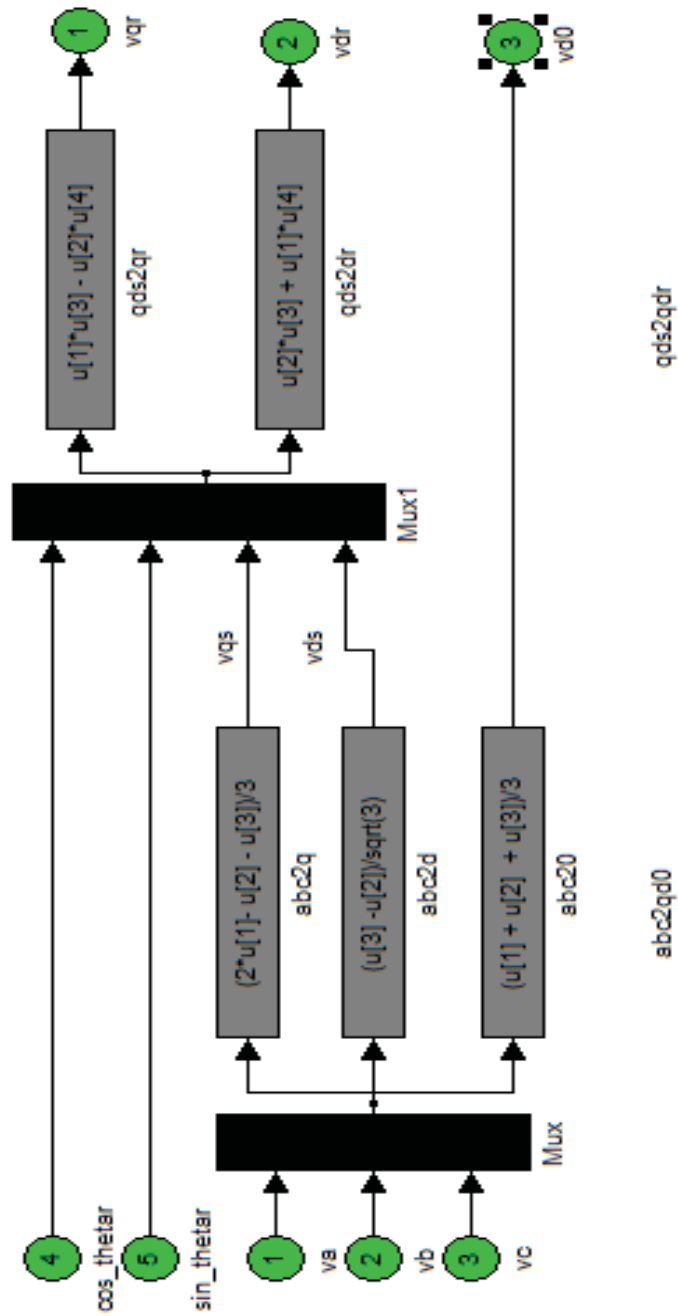 4
cos_thetar
5
sin_thetar
u[1]*u[3] - u[2]*u[4]
qds2qr
1
vqr
vqs
(2*u[1]- u[2] - u[3])/3
abc2q
1
va
vds
u[2]*u[3] + u[1]*u[4]
qds2dr
2
vdr
2
vb
(u[3] -u[2])/sqrt(3)
abc2d
Mux1
3
vc
(u[1] + u[2] + u[3])/3
abc20
3
vd0
Mux
abc2qd0
qds2qdr